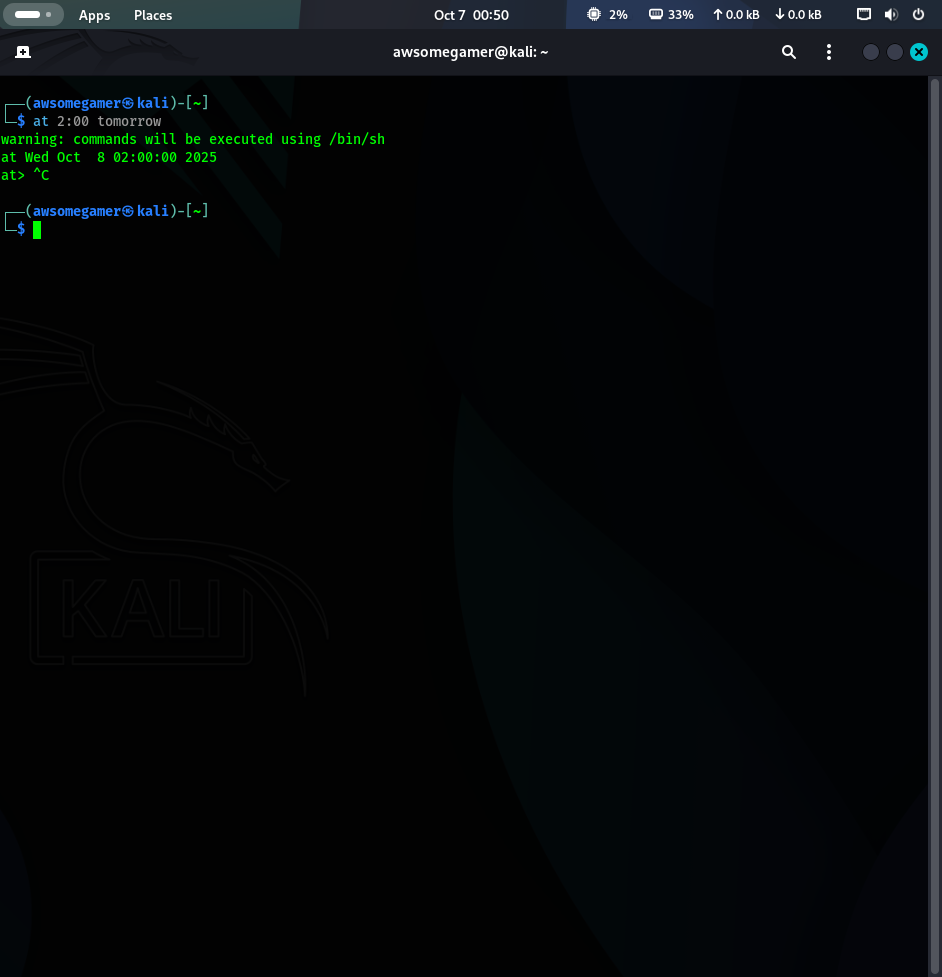 Apps Places Oct 7 00:50 2% 33% ↑ 0.0 kB ↓ 0.0 kB
awsomegamer@kali: ~
┌──(awsomegamer㉿kali)-[~]
└─$ at 2:00 tomorrow
warning: commands will be executed using /bin/sh
at Wed Oct  8 02:00:00 2025
at> ^C
┌──(awsomegamer㉿kali)-[~]
└─$
KALI